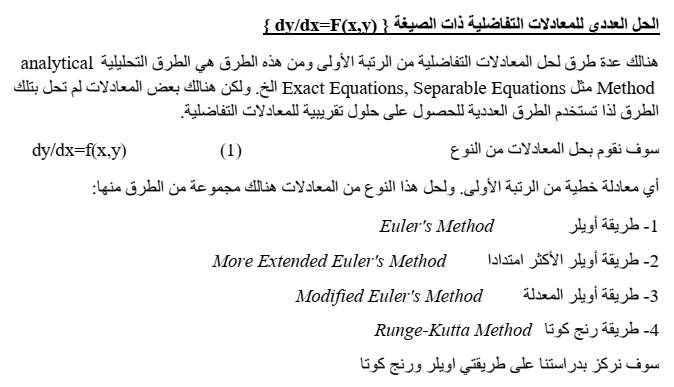 الحل العددي للمعادلات التفاضلية ذات الصيغة { dy/dx=F(x,y) }
هنالك عدة طرق لحل المعادلات التفاضلية من الرتبة الأولى ومن هذه الطرق هي الطرق التحليلية analytical
Method مثل Exact Equations, Separable Equations الخ. ولكن هنالك بعض المعادلات لم تحل بتلك
الطرق لذا تستخدم الطرق العددية للحصول على حلول تقريبية للمعادلات التفاضلية.
سوف نقوم بحل المعادلات من النوع (1) dy/dx=f(x,y)
أي معادلة خطية من الرتبة الأولى. ولحل هذا النوع من المعادلات هنالك مجموعة من الطرق منها:
1- طريقة أويلر Euler's Method
2- طريقة أويلر الأكثر امتدادا More Extended Euler's Method
3- طريقة أويلر المعدلة Modified Euler's Method
4- طريقة رنج كوتا Runge-Kutta Method
سوف نركز بدراستنا على طريقتي اويلر ورنج كوتا